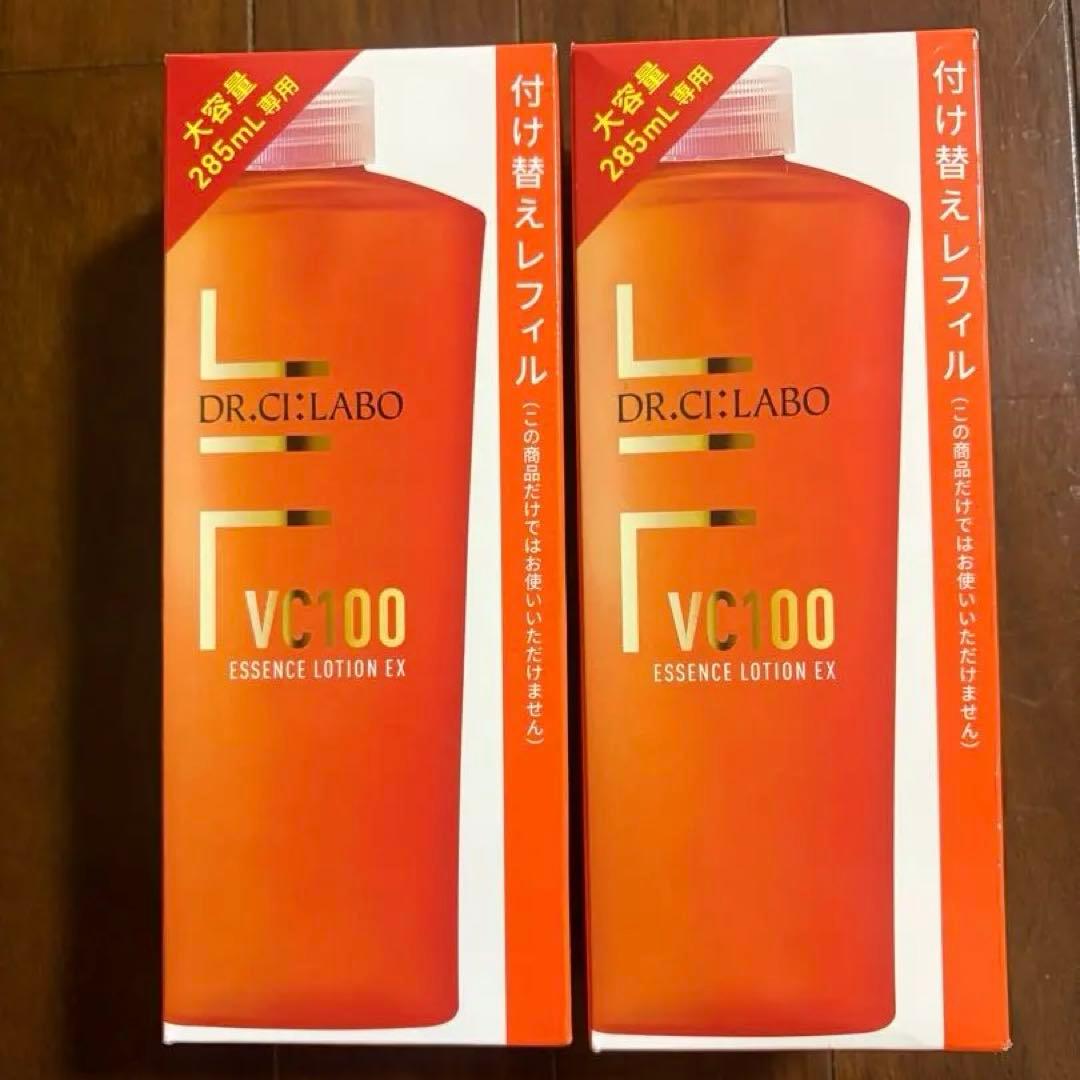 大容量
285mL専用
DR.CI:LABO
VC100
ESSENCE LOTION EX
付け替えレフィル(この商品だけではお使いいただけません)
大容量
285mL専用
DR.CI:LABO
VC100
ESSENCE LOTION EX
付け替えレフィル(この商品だけではお使いいただけません)